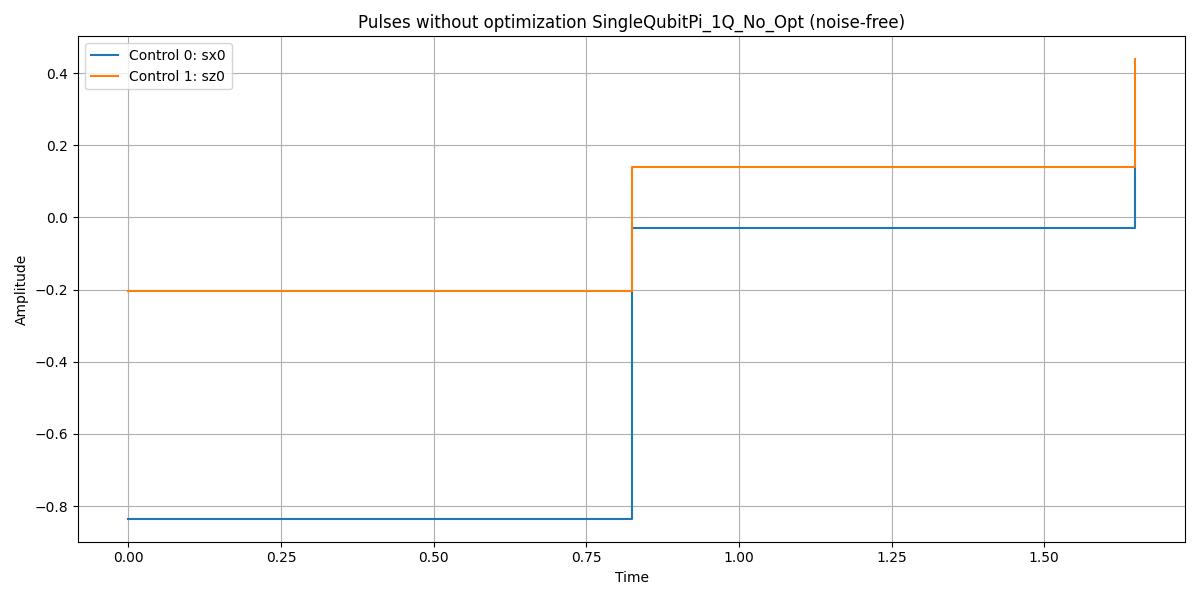 Pulses without optimization SingleQubitPi_1Q_No_Opt (noise-free)
Control 0: sx0
Control 1: sz0
Amplitude
0.4
0.2
0.0
−0.2
−0.4
−0.6
−0.8
0.00 0.25 0.50 0.75 1.00 1.25 1.50
Time